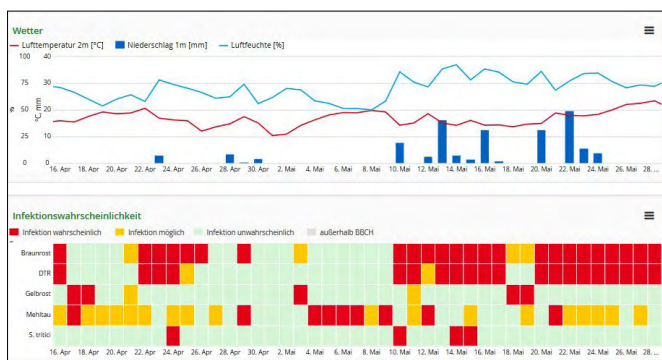 Wetter
Lufttemperatur 2m [°C] Niederschlag 1m [mm] Luftfeuchte [%]
100 40
75 30
% 50 °C, mm 20
25 10
0 0
16. Apr 18. Apr 20. Apr 22. Apr 24. Apr 26. Apr 28. Apr 30. Apr 2. Mai 4. Mai 6. Mai 8. Mai 10. Mai 12. Mai 14. Mai 16. Mai 18. Mai 20. Mai 22. Mai 24. Mai 26. Mai 28. ...
Infektionswahrscheinlichkeit
Infektion wahrscheinlich Infektion möglich Infektion unwahrscheinlich außerhalb BBCH
Braunrost
DTR
Gelbrost
Mehltau
S. tritici
16. Apr 18. Apr 20. Apr 22. Apr 24. Apr 26. Apr 28. Apr 30. Apr 2. Mai 4. Mai 6. Mai 8. Mai 10. Mai 12. Mai 14. Mai 16. Mai 18. Mai 20. Mai 22. Mai 24. Mai 26. Mai 28. ...